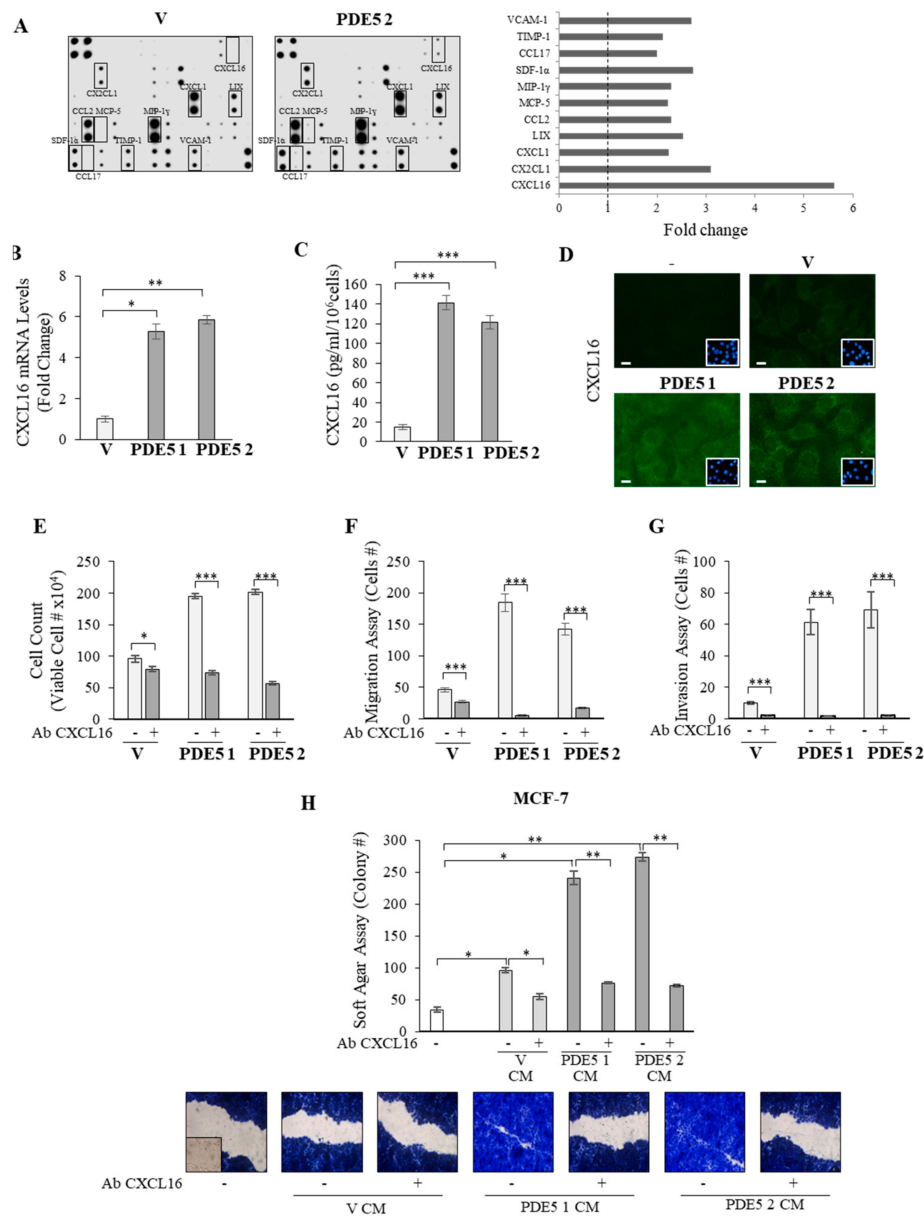 A
V
PDE5 2
CXCL16
CX2CL1
CXCL1
LIX
CCL2 MCP-5
MIP-1γ
SDF-1α
TIMP-1
VCAM-1
CCL17
CXCL16
CX2CL1
CXCL1
LIX
CCL2 MCP-5
MIP-1γ
SDF-1α
TIMP-1
VCAM-1
CCL17
VCAM-1
TIMP-1
CCL17
SDF-1α
MIP-1γ
MCP-5
CCL2
LIX
CXCL1
CX2CL1
CXCL16
0 1 2 3 4 5 6
Fold change
B
CXCL16 mRNA Levels
(Fold Change)
8
6
4
2
0
*
**
V PDE5 1 PDE5 2
C
CXCL16 (pg/ml/10⁶cells)
160
140
120
100
80
60
40
20
0
***
***
V PDE5 1 PDE5 2
D
- V
CXCL16
PDE5 1 PDE5 2
E
Cell Count
(Viable Cell # x10⁴)
250
200
150
100
50
0
* *** ***
Ab CXCL16 - + - + - +
V PDE5 1 PDE5 2
F
Migration Assay (Cells #)
250
200
150
100
50
0
*** *** ***
Ab CXCL16 - + - + - +
V PDE5 1 PDE5 2
G
Invasion Assay (Cells #)
80
60
40
20
0
*** *** ***
Ab CXCL16 - + - + - +
V PDE5 1 PDE5 2
H
MCF-7
Soft Agar Assay (Colony #)
300
250
200
150
100
50
0
** **
* **
* *
Ab CXCL16 - - + - + - +
V PDE5 1 PDE5 2
CM CM CM
Ab CXCL16 - - + - + - +
V CM PDE5 1 CM PDE5 2 CM